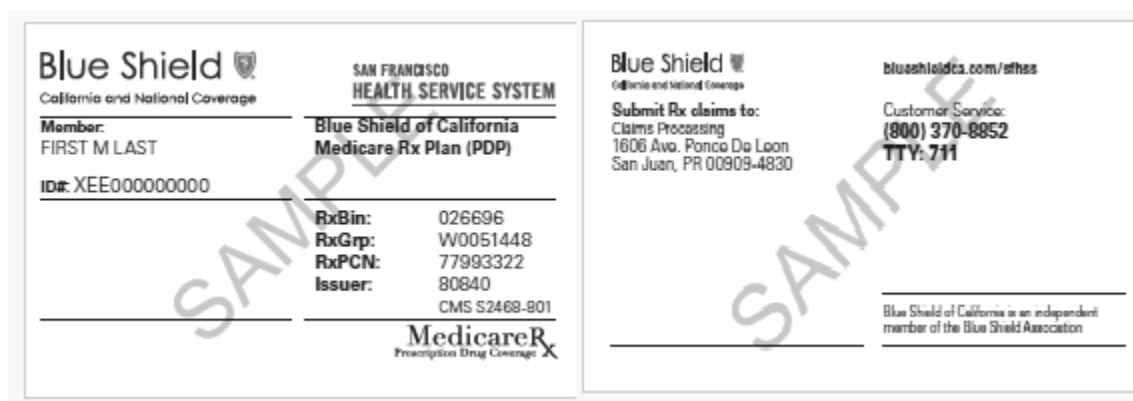 Blue Shield
California and National Coverage
SAN FRANCISCO
HEALTH SERVICE SYSTEM
Member:
FIRST M LAST
ID#: XEE000000000
Blue Shield of California
Medicare Rx Plan (PDP)
RxBin: 026696
RxGrp: W0051448
RxPCN: 77993322
Issuer: 80840
CMS S2468-801
MedicareRx
Prescription Drug Coverage
SAMPLE
Blue Shield
California and National Coverage
Submit Rx claims to:
Claims Processing
1606 Ave. Ponce De Leon
San Juan, PR 00909-4830
blueshieldca.com/sfhss
Customer Service:
(800) 370-8852
TTY: 711
Blue Shield of California is an independent
member of the Blue Shield Association
SAMPLE